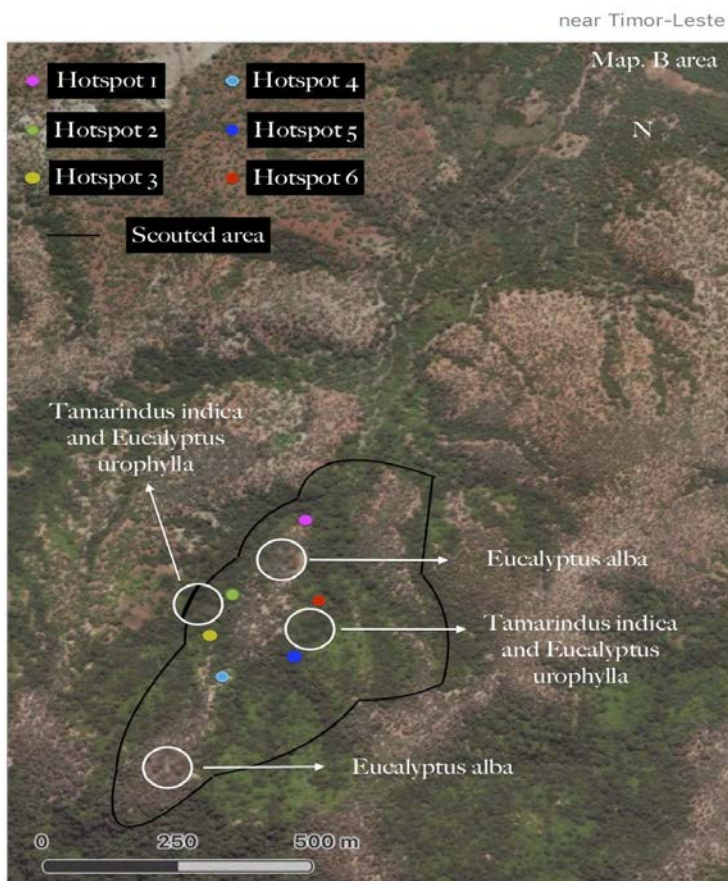 near Timor-Leste
Map. B area
N
Hotspot 1
Hotspot 2
Hotspot 3
Hotspot 4
Hotspot 5
Hotspot 6
Scouted area
Tamarindus indica
and Eucalyptus
urophylla
Eucalyptus alba
Tamarindus indica
and Eucalyptus
urophylla
Eucalyptus alba
0 250 500 m